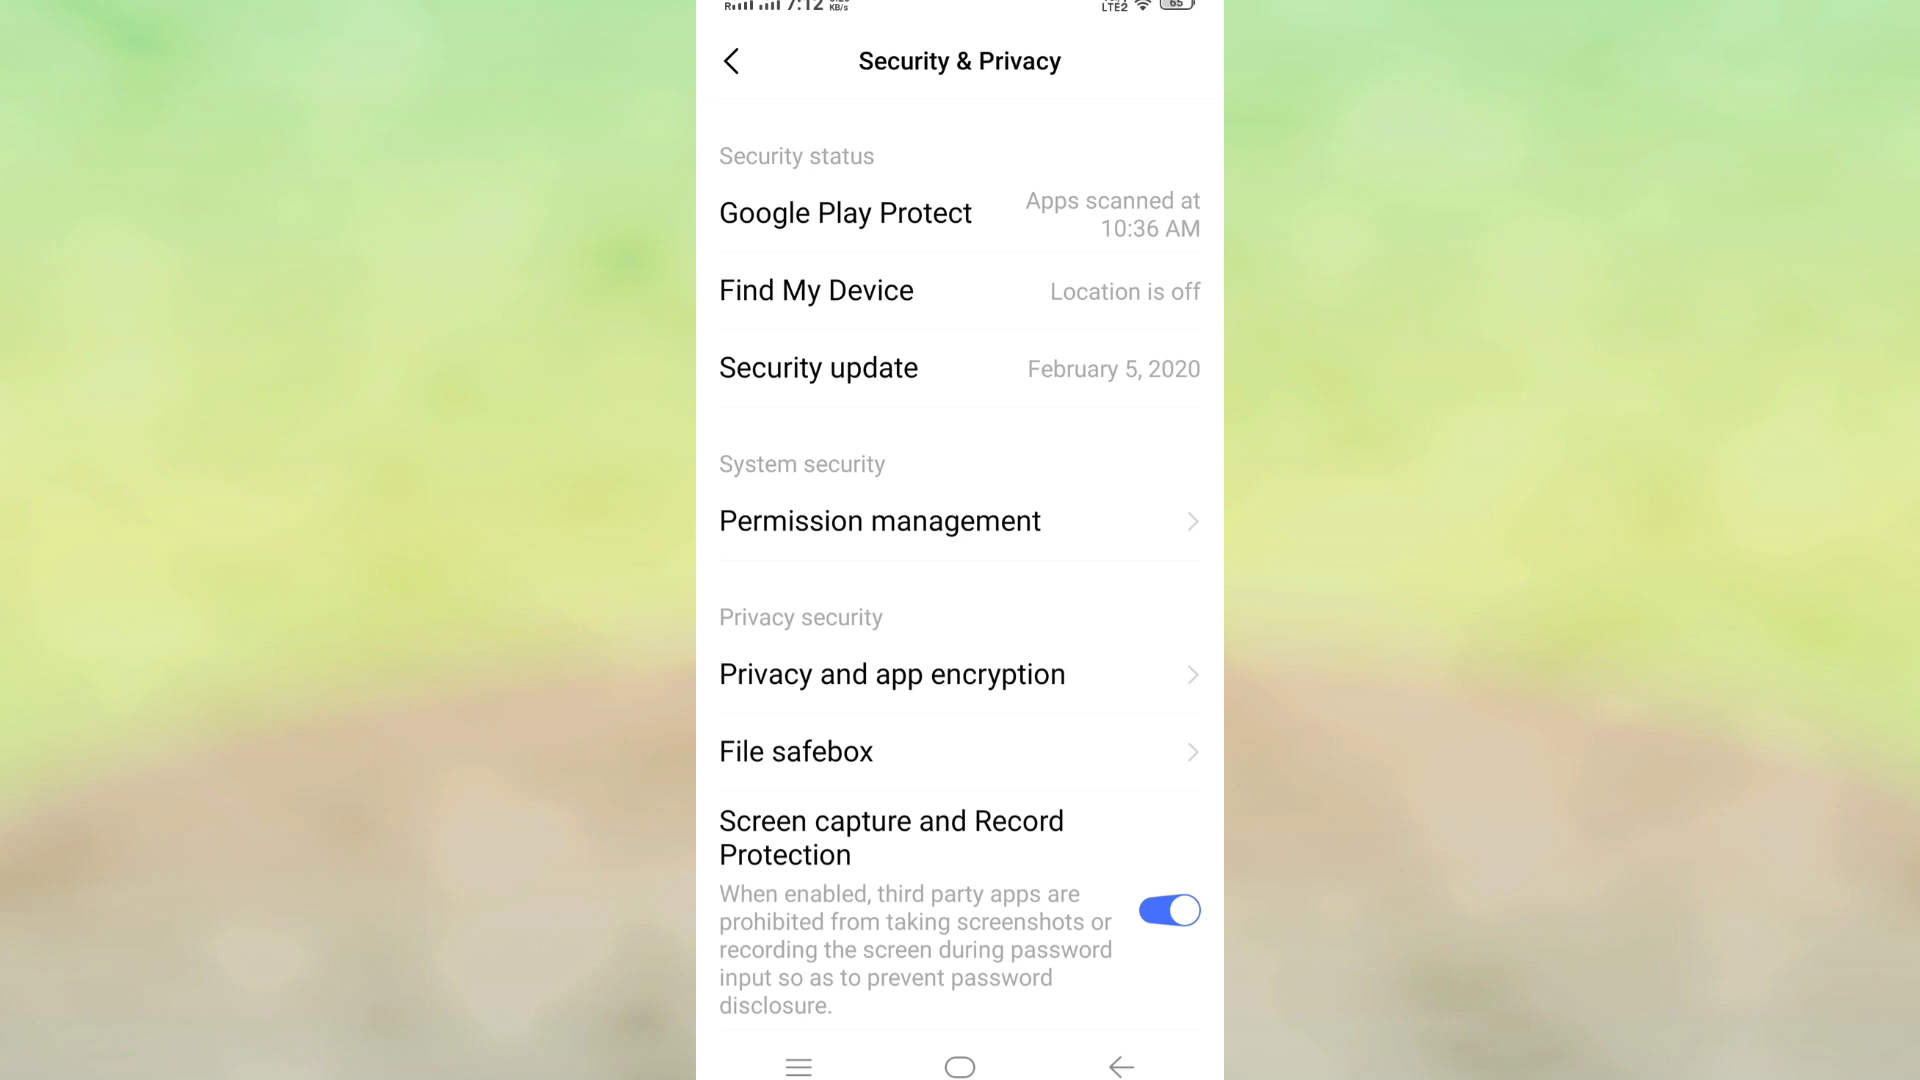 7:12 KB/s LTE2 65
Security & Privacy
Security status
Google Play Protect
Apps scanned at
10:36 AM
Find My Device
Location is off
Security update
February 5, 2020
System security
Permission management
Privacy security
Privacy and app encryption
File safebox
Screen capture and Record
Protection
When enabled, third party apps are
prohibited from taking screenshots or
recording the screen during password
input so as to prevent password
disclosure.